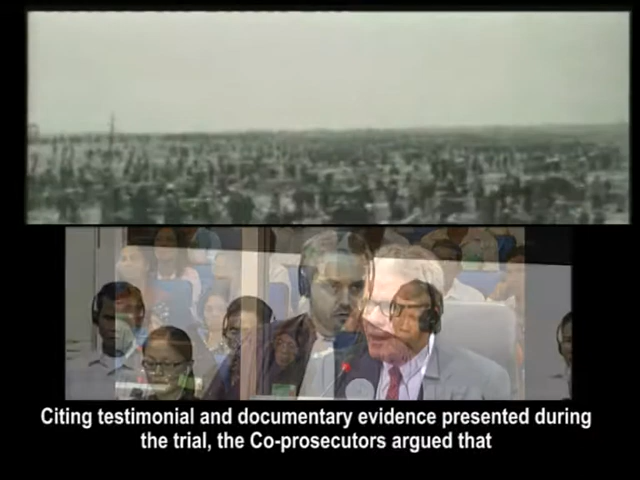 Citing testimonial and documentary evidence presented during
the trial, the Co-prosecutors argued that